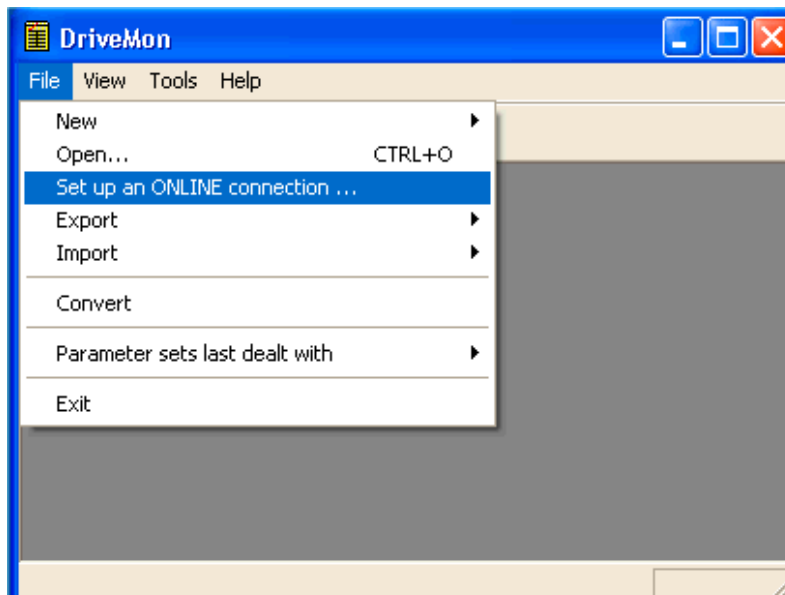 DriveMon
File View Tools Help
New
Open... CTRL+O
Set up an ONLINE connection ...
Export
Import
Convert
Parameter sets last dealt with
Exit